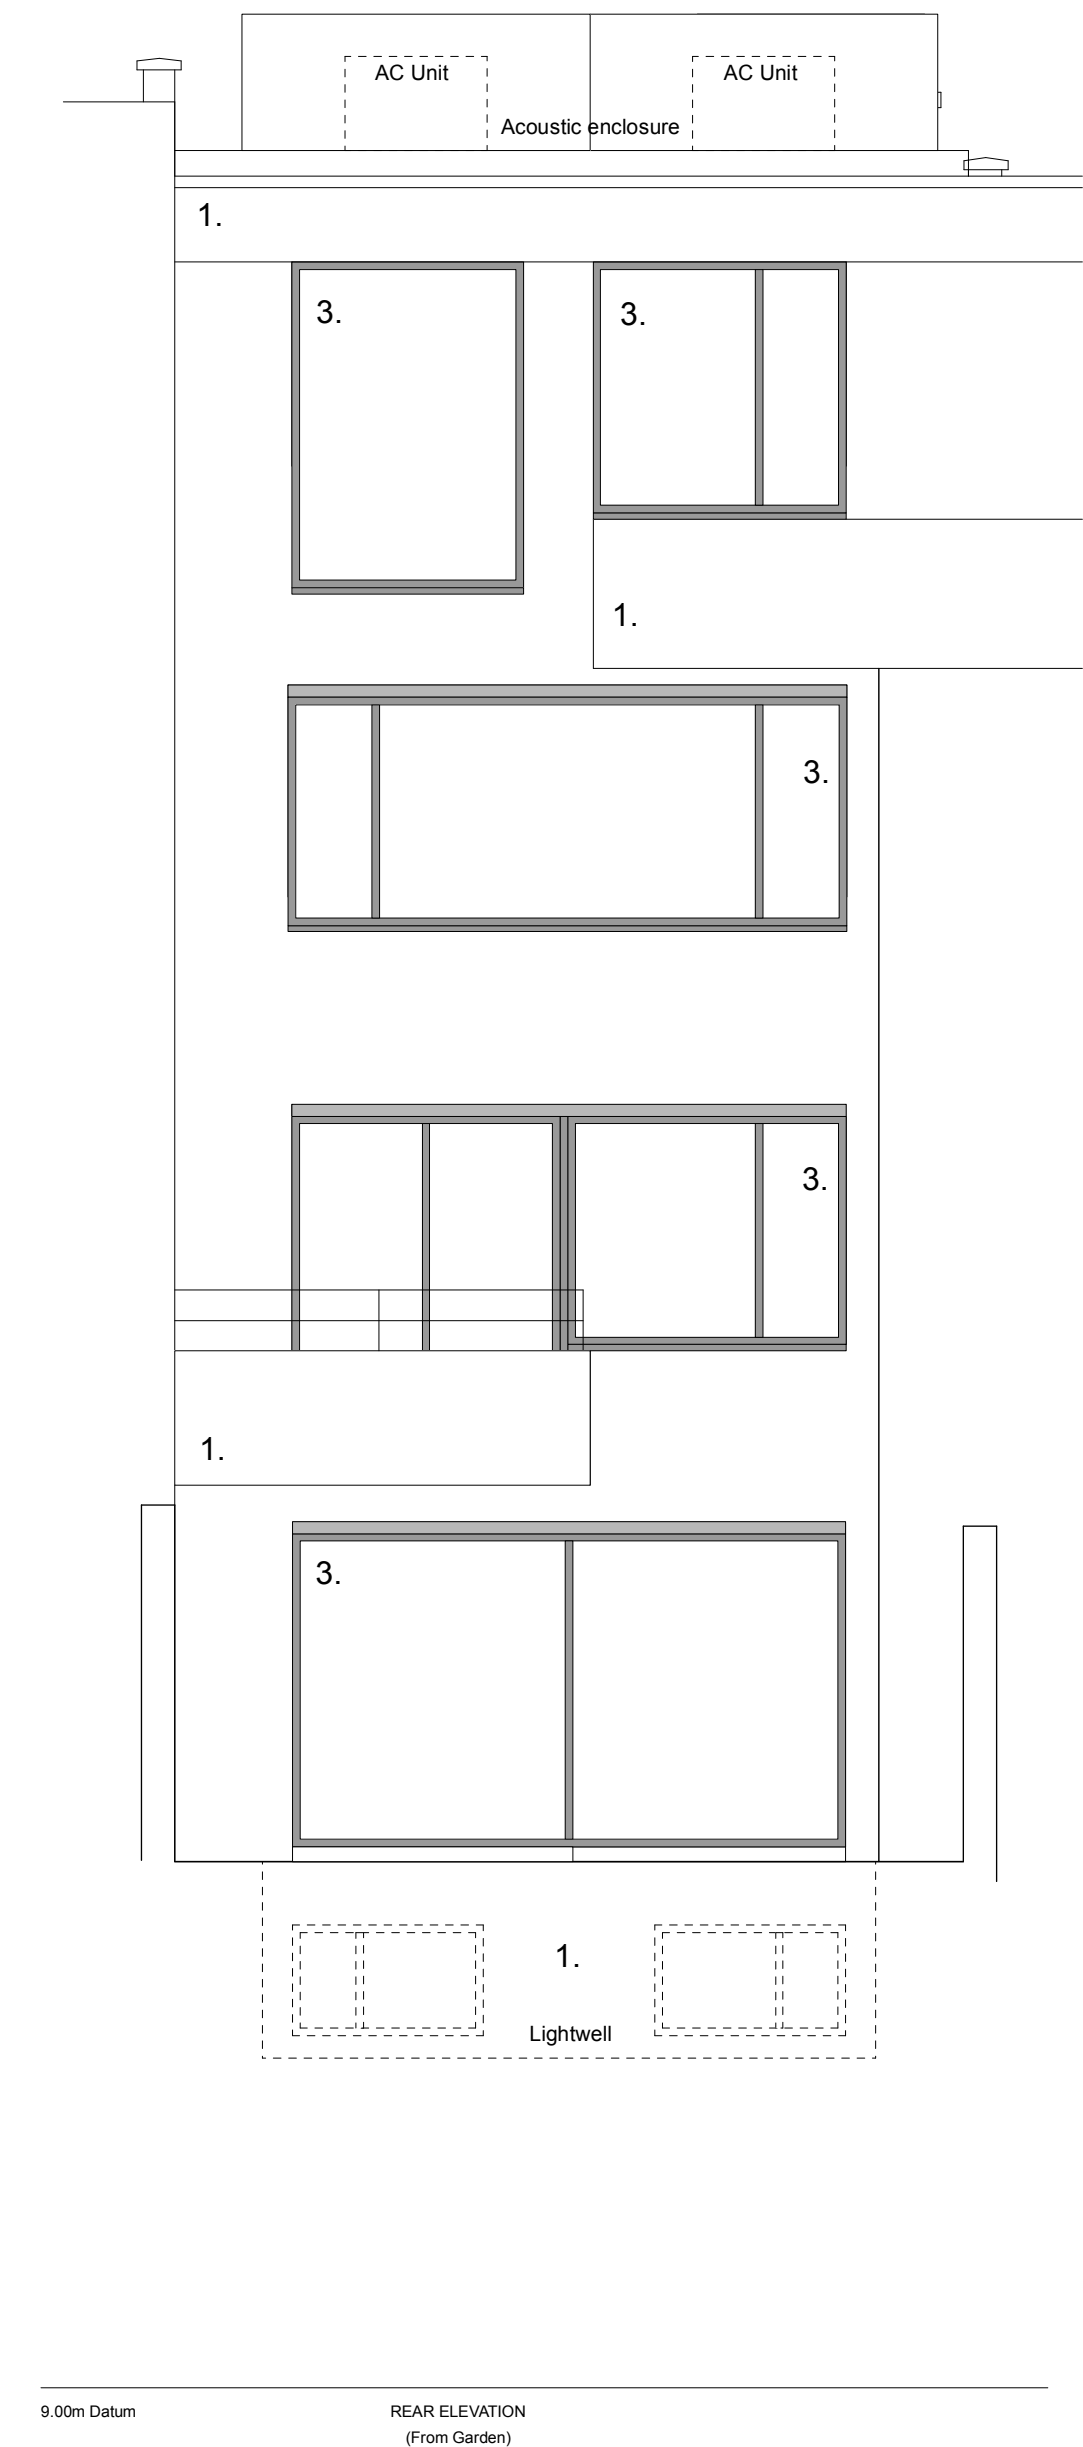 AC Unit
AC Unit
Acoustic enclosure
1.
3.
3.
1.
3.
3.
1.
3.
1.
Lightwell
9.00m Datum
REAR ELEVATION
(From Garden)